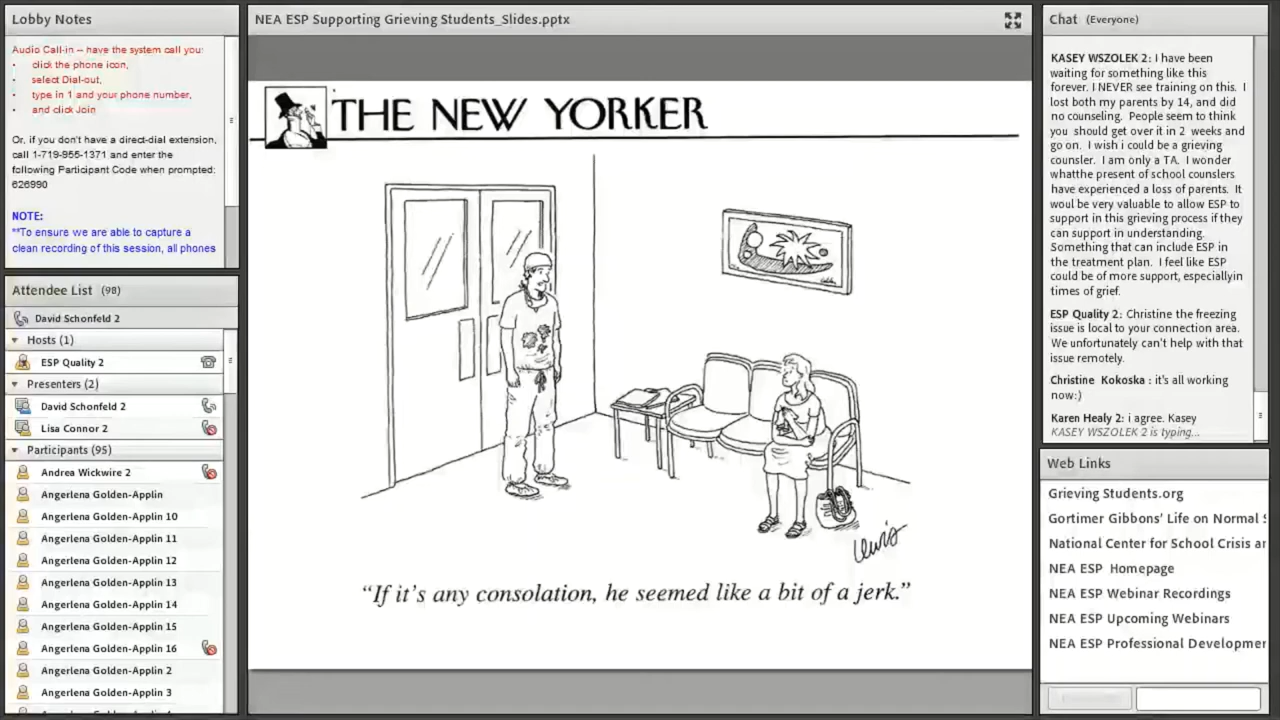 Lobby Notes
Audio Call-in -- have the system call you:
• click the phone icon,
• select Dial-out,
• type in 1 and your phone number,
• and click Join
Or, if you don't have a direct-dial extension,
call 1-719-955-1371 and enter the
following Participant Code when prompted:
626990
NOTE:
**To ensure we are able to capture a
clean recording of this session, all phones
Attendee List (98)
David Schonfeld 2
Hosts (1)
ESP Quality 2
Presenters (2)
David Schonfeld 2
Lisa Connor 2
Participants (95)
Andrea Wickwire 2
Angerlena Golden-Applin
Angerlena Golden-Applin 10
Angerlena Golden-Applin 11
Angerlena Golden-Applin 12
Angerlena Golden-Applin 13
Angerlena Golden-Applin 14
Angerlena Golden-Applin 15
Angerlena Golden-Applin 16
Angerlena Golden-Applin 2
Angerlena Golden-Applin 3
NEA ESP Supporting Grieving Students_Slides.pptx
THE NEW YORKER
Lewis
“If it's any consolation, he seemed like a bit of a jerk.”
Chat (Everyone)
KASEY WSZOLEK 2: I have been
waiting for something like this
forever. I NEVER see training on this. I
lost both my parents by 14, and did
no counseling. People seem to think
you should get over it in 2 weeks and
go on. I wish i could be a grieving
counsler. I am only a TA. I wonder
whatthe present of school counslers
have experienced a loss of parents. It
woul be very valuable to allow ESP to
support in this grieving process if they
can support in understanding.
Something that can include ESP in
the treatment plan. I feel like ESP
could be of more support, especiallyin
times of grief.
ESP Quality 2: Christine the freezing
issue is local to your connection area.
We unfortunately can't help with that
issue remotely.
Christine Kokoska : it's all working
now:)
Karen Healy 2: i agree. Kasey
KASEY WSZOLEK 2 is typing...
Web Links
Grieving Students.org
Gortimer Gibbons' Life on Normal S
National Center for School Crisis ar
NEA ESP Homepage
NEA ESP Webinar Recordings
NEA ESP Upcoming Webinars
NEA ESP Professional Developmer